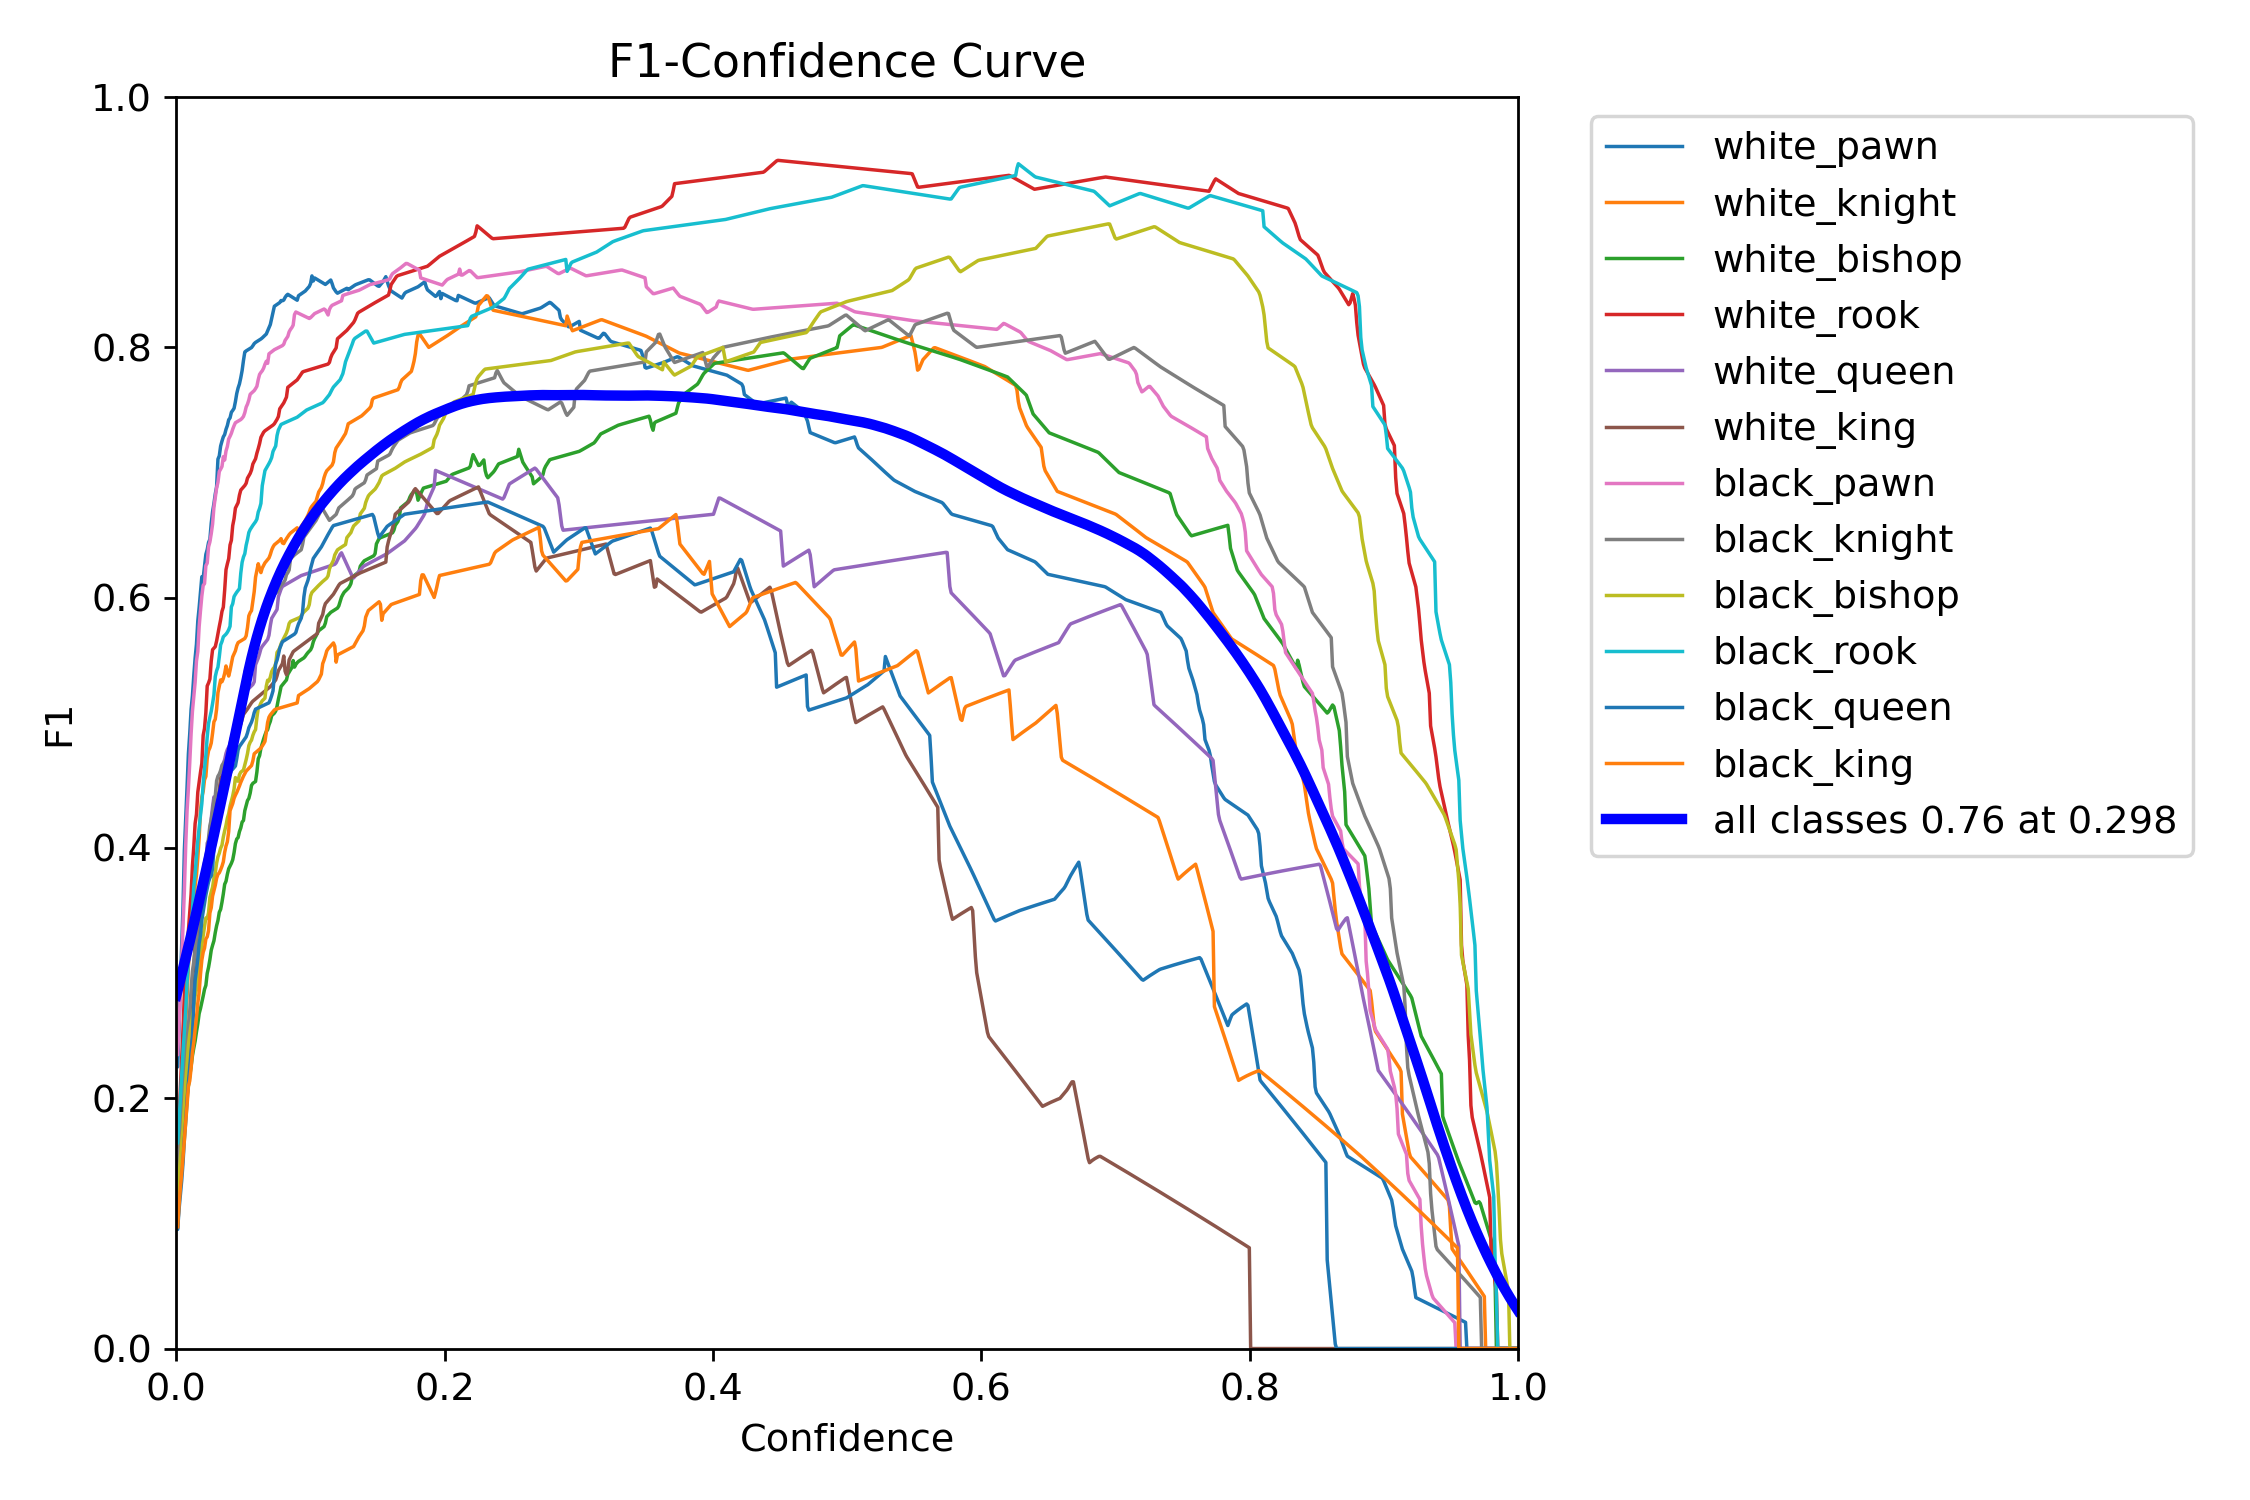 F1-Confidence Curve
1.0
0.8
0.6
0.4
0.2
0.0
F1
0.0 0.2 0.4 0.6 0.8 1.0
Confidence
white_pawn
white_knight
white_bishop
white_rook
white_queen
white_king
black_pawn
black_knight
black_bishop
black_rook
black_queen
black_king
all classes 0.76 at 0.298